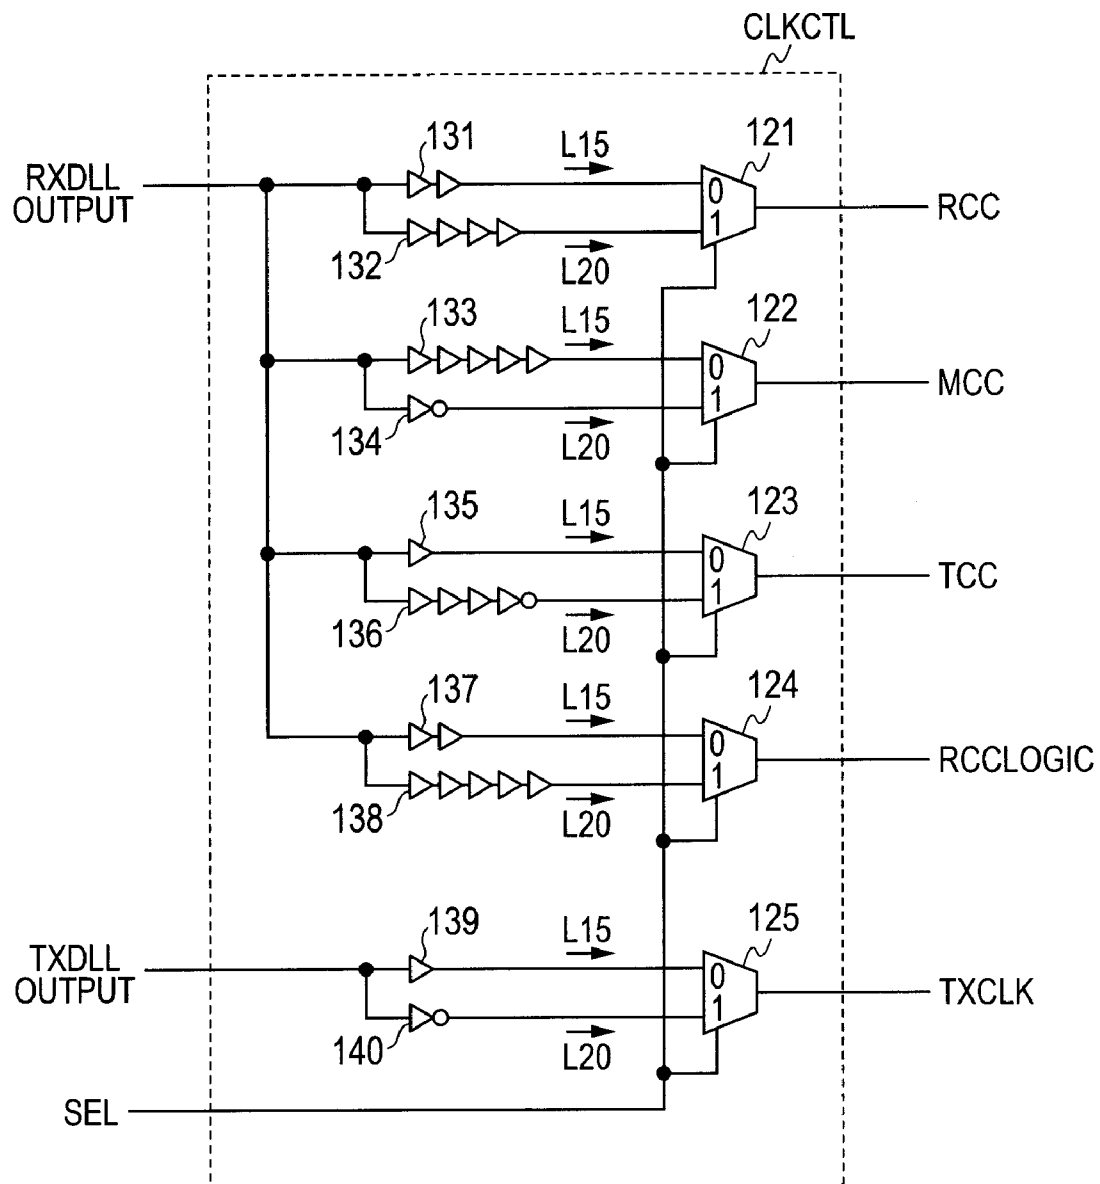 CLKCTL
131
L15
121
RXDLL
OUTPUT
0
1
RCC
132
L20
133
L15
122
0
1
MCC
134
L20
135
L15
123
0
1
TCC
136
L20
137
L15
124
0
1
RCCLOGIC
138
L20
139
L15
125
TXDLL
OUTPUT
0
1
TXCLK
140
L20
SEL